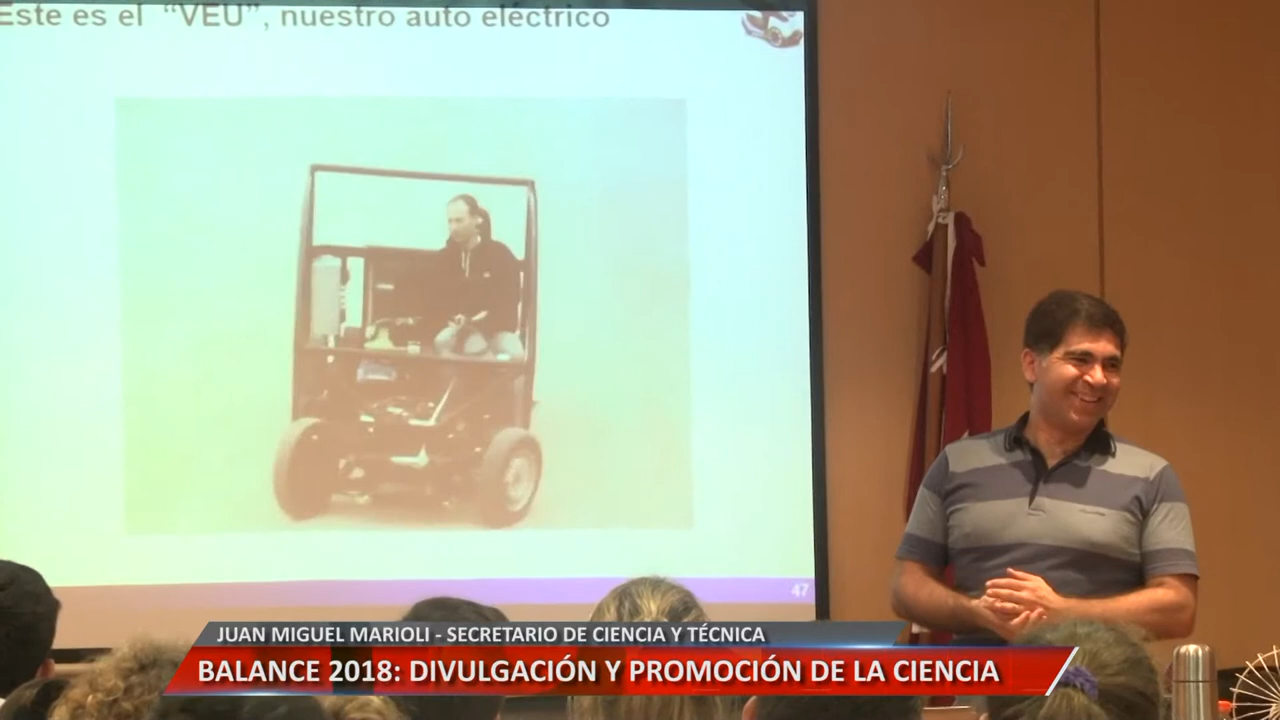 Este es el “VEU”, nuestro auto eléctrico
47
JUAN MIGUEL MARIOLI - SECRETARIO DE CIENCIA Y TÉCNICA
BALANCE 2018: DIVULGACIÓN Y PROMOCIÓN DE LA CIENCIA